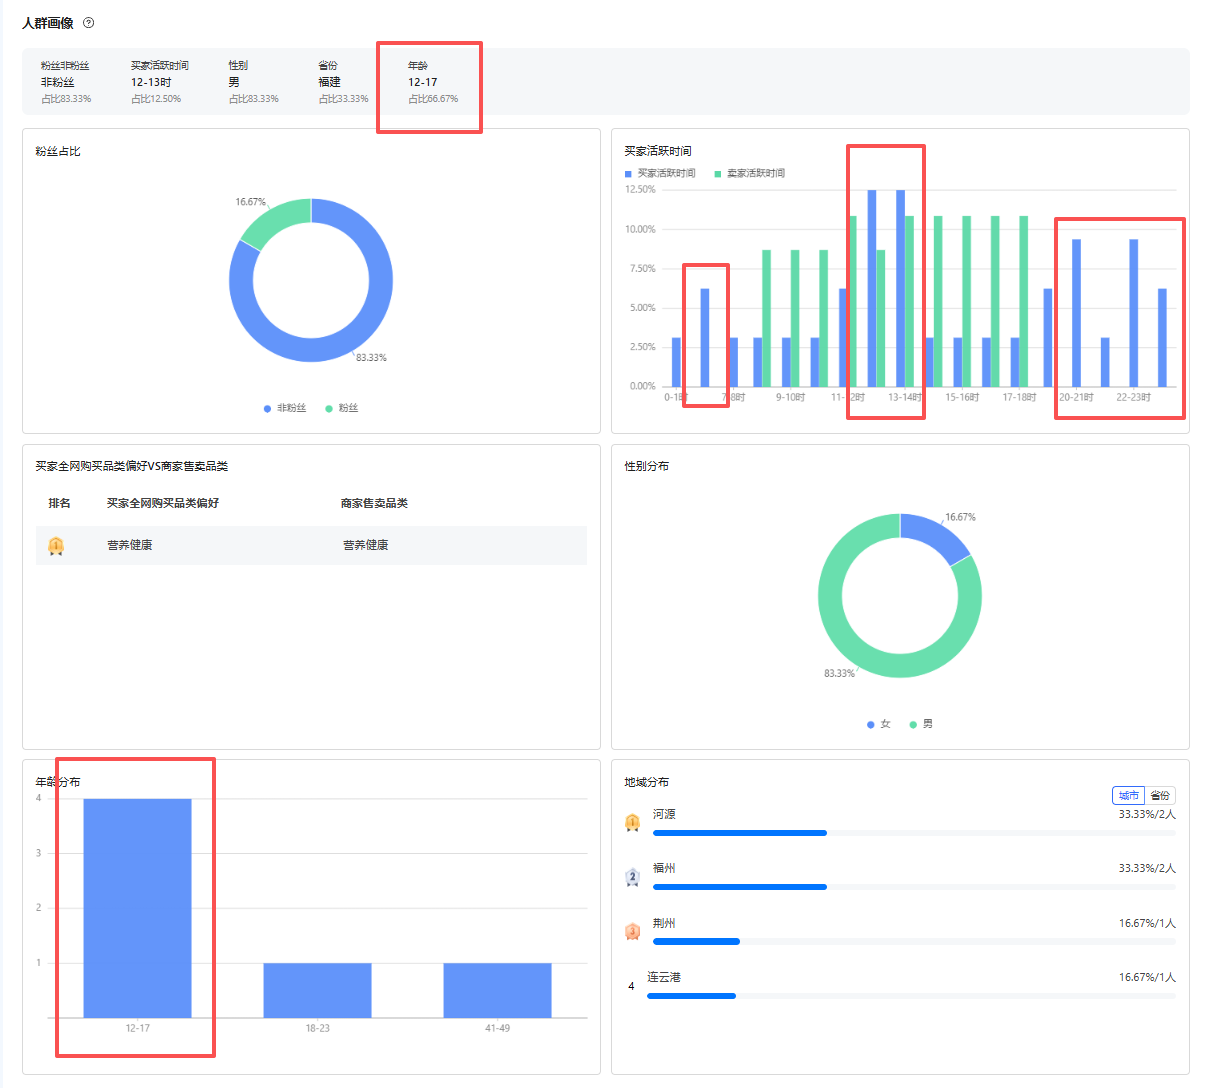 人群画像
粉丝非粉丝 买家活跃时间 性别 省份 年龄
非粉丝 12-13时 男 福建 12-17
占比83.33% 占比12.50% 占比83.33% 占比33.33% 占比66.67%
粉丝占比
16.67%
83.33%
非粉丝 粉丝
买家活跃时间
买家活跃时间 卖家活跃时间
12.50%
10.00%
7.50%
5.00%
2.50%
0.00%
0-1时 7-8时 9-10时 11-12时 13-14时 15-16时 17-18时 20-21时 22-23时
买家全网购买品类偏好VS商家售卖品类
排名 买家全网购买品类偏好 商家售卖品类
1 营养健康 营养健康
性别分布
16.67%
83.33%
女 男
年龄分布
4
3
2
1
12-17 18-23 41-49
地域分布
城市 省份
1 河源 33.33%/2人
2 福州 33.33%/2人
3 荆州 16.67%/1人
4 连云港 16.67%/1人